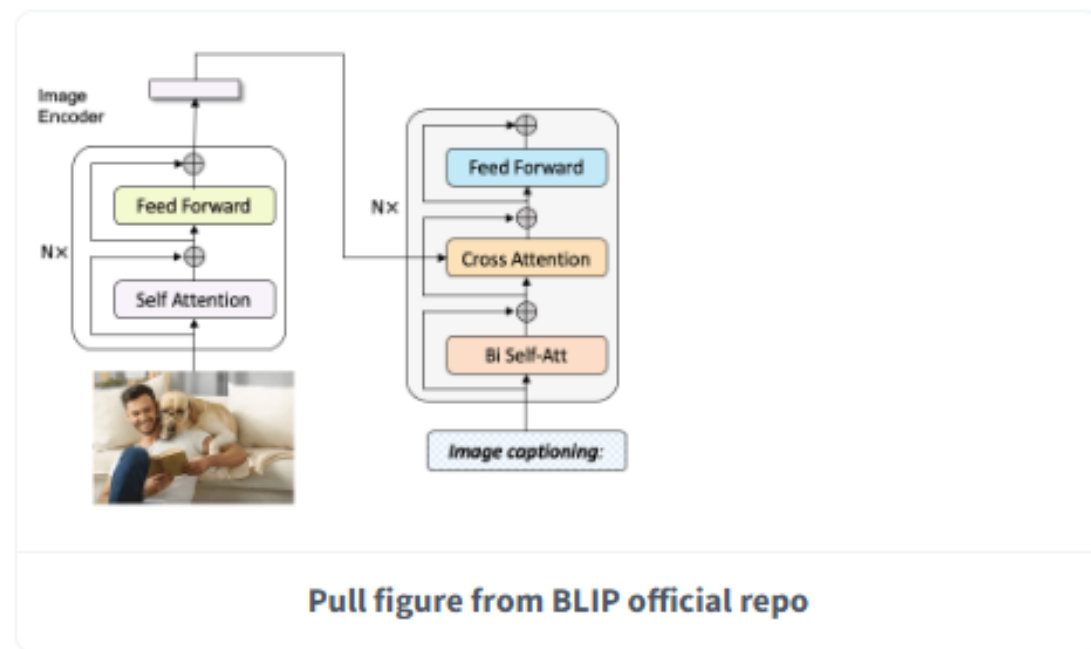 Image
Encoder
N×
Feed Forward
Self Attention
N×
Feed Forward
Cross Attention
Bi Self-Att
Image captioning:
Pull figure from BLIP official repo